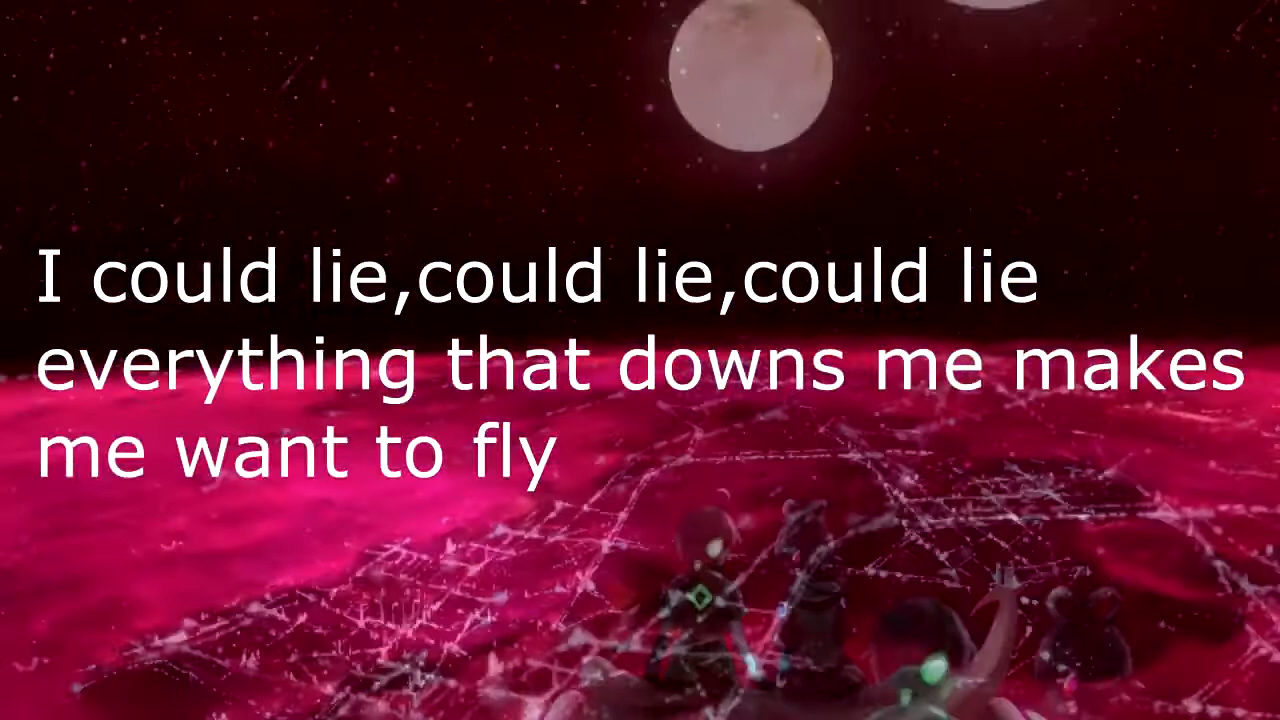 I could lie,could lie,could lie
everything that downs me makes
me want to fly